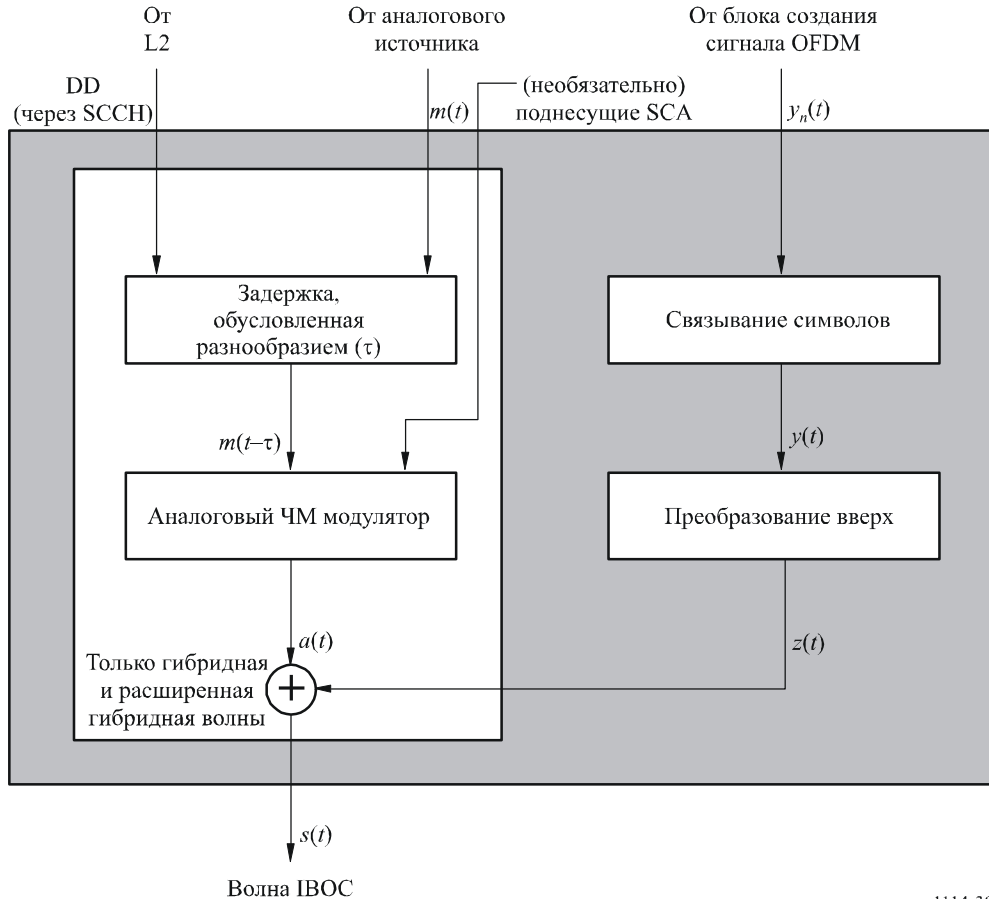 От
L2
От аналогового
источника
От блока создания
сигнала OFDM
DD
(через SCCH)
m(t)
(необязательно)
поднесущие SCA
yn(t)
Задержка,
обусловленная
разнообразием (τ)
Связывание символов
m(t–τ)
y(t)
Аналоговый ЧМ модулятор
Преобразование вверх
a(t)
z(t)
Только гибридная
и расширенная
гибридная волны
+
s(t)
Волна IBOC